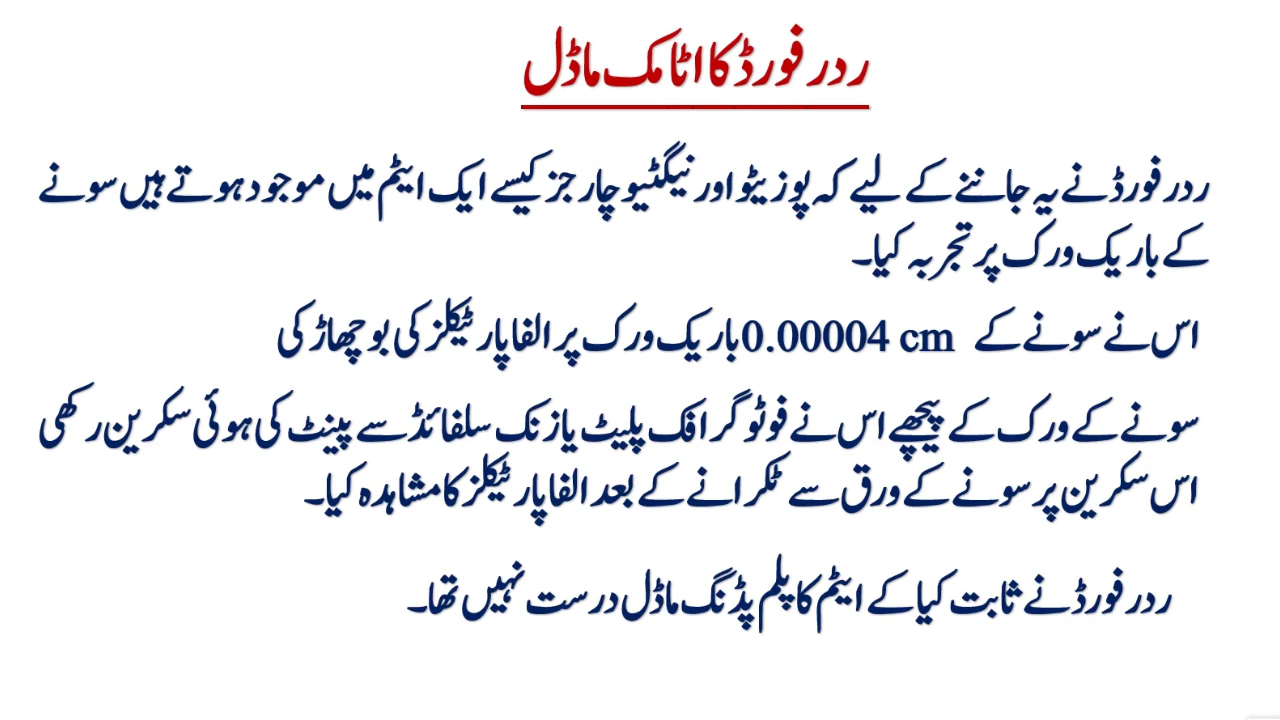 ردرفورڈ کا اٹامک ماڈل
ردرفورڈ نے یہ جاننے کے لیے کہ پوزیٹو اور نیگٹیو چارجز کیسے ایک ایٹم میں موجود ہوتے ہیں سونے
کے باریک ورک پر تجربہ کیا۔
اس نے سونے کے 0.00004 cm باریک ورک پر الفا پارٹیکلز کی بوچھاڑ کی
سونے کے ورک کے پیچھے اس نے فوٹوگرافک پلیٹ یا زنک سلفائڈ سے پینٹ کی ہوئی سکرین رکھی
اس سکرین پر سونے کے ورق سے ٹکرانے کے بعد الفا پارٹیکلز کا مشاہدہ کیا۔
ردرفورڈ نے ثابت کیا کے ایٹم کا پلم پڈنگ ماڈل درست نہیں تھا۔